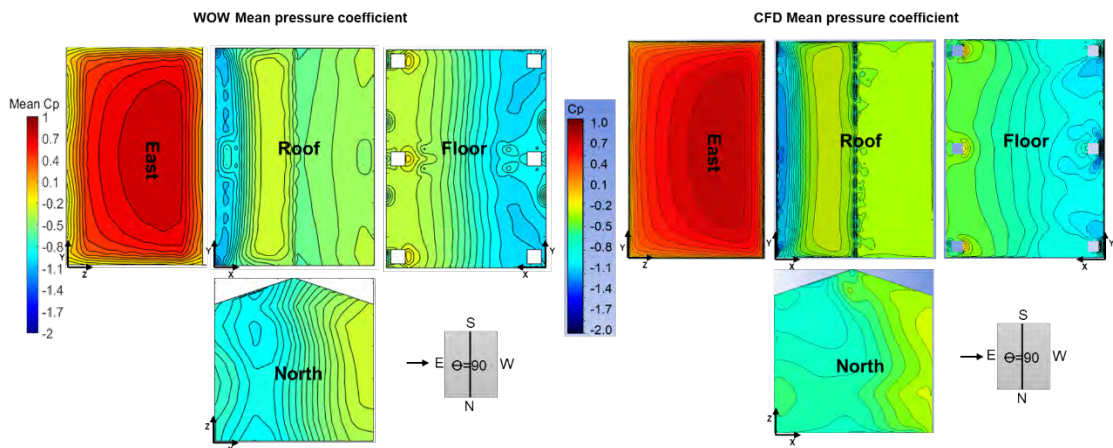 WOW Mean pressure coefficient
Mean Cp
1
0.7
0.4
0.1
-0.2
-0.5
-0.8
-1.1
-1.4
-1.7
-2
East
Roof
Floor
Y
Z
Y
X
Y
X
North
Z
X
S
E Θ=90 W
N
CFD Mean pressure coefficient
Cp
1.0
0.7
0.4
0.1
-0.2
-0.5
-0.8
-1.1
-1.4
-1.7
-2.0
East
Roof
Floor
Y
Z
Y
X
Y
X
North
Z
X
S
E Θ=90 W
N